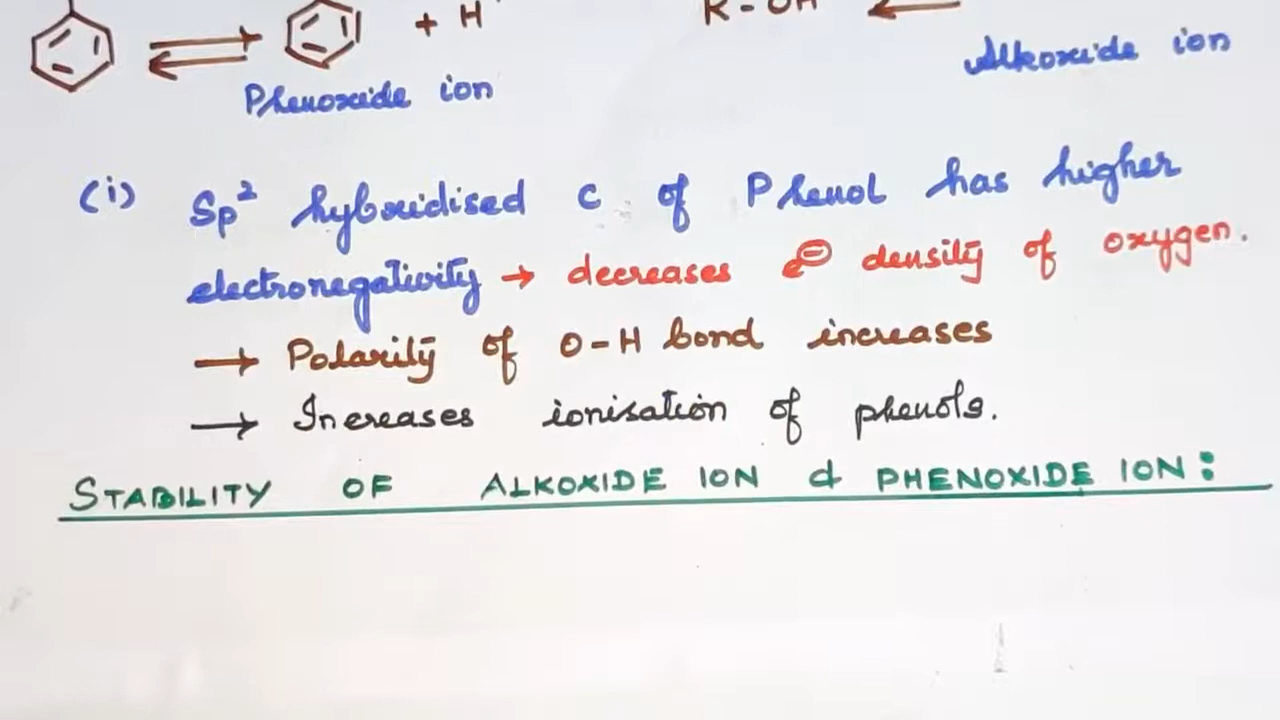 + H
R - OH
Phenoxide ion
Alkoxide ion
(i) Sp² hybridised C of Phenol has higher
electronegativity → decreases e⊖ density of oxygen.
→ Polarity of O-H bond increases
→ Increases ionisation of phenols.
STABILITY OF ALKOXIDE ION & PHENOXIDE ION: